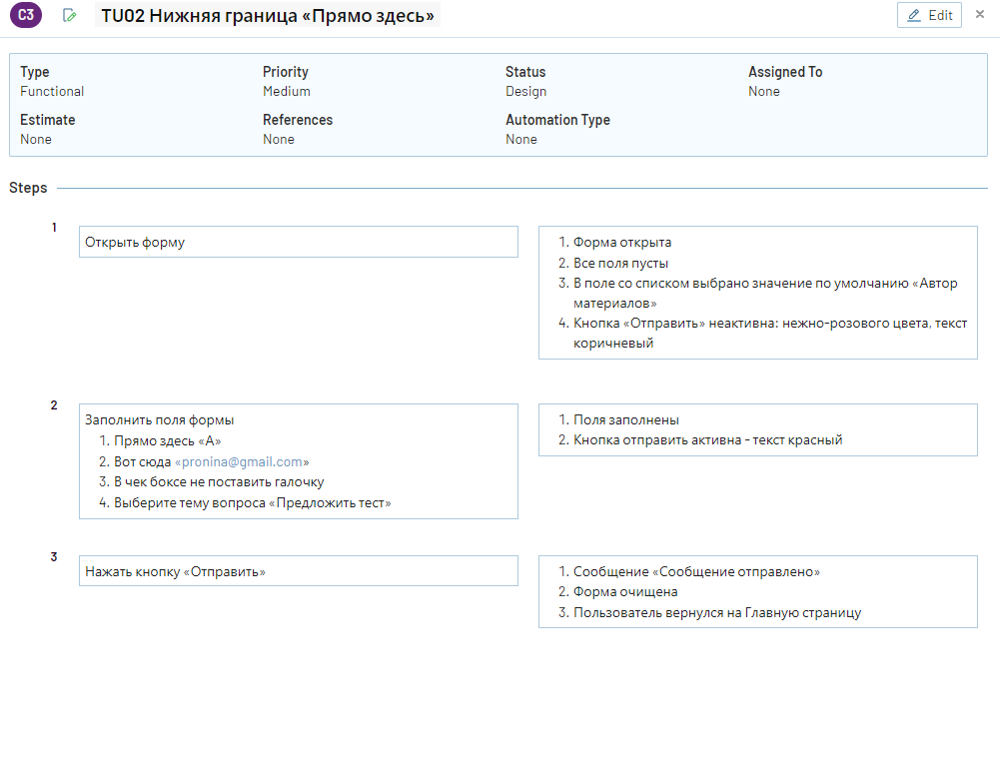 C3 TU02 Нижняя граница «Прямо здесь» Edit ×
Type Priority Status Assigned To
Functional Medium Design None
Estimate References Automation Type
None None None
Steps
1
Открыть форму
1. Форма открыта
2. Все поля пусты
3. В поле со списком выбрано значение по умолчанию «Автор
материалов»
4. Кнопка «Отправить» неактивна: нежно-розового цвета, текст
коричневый
2
Заполнить поля формы
1. Прямо здесь «А»
2. Вот сюда «pronina@gmail.com»
3. В чек боксе не поставить галочку
4. Выберите тему вопроса «Предложить тест»
1. Поля заполнены
2. Кнопка отправить активна - текст красный
3
Нажать кнопку «Отправить»
1. Сообщение «Сообщение отправлено»
2. Форма очищена
3. Пользователь вернулся на Главную страницу